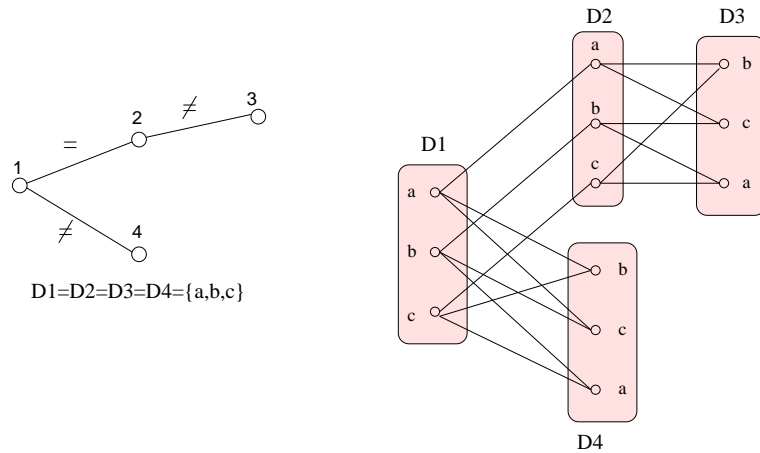 1
=
2
≠
3
≠
4
D1=D2=D3=D4={a,b,c}
D1
a
b
c
D2
a
b
c
D3
b
c
a
b
c
a
D4